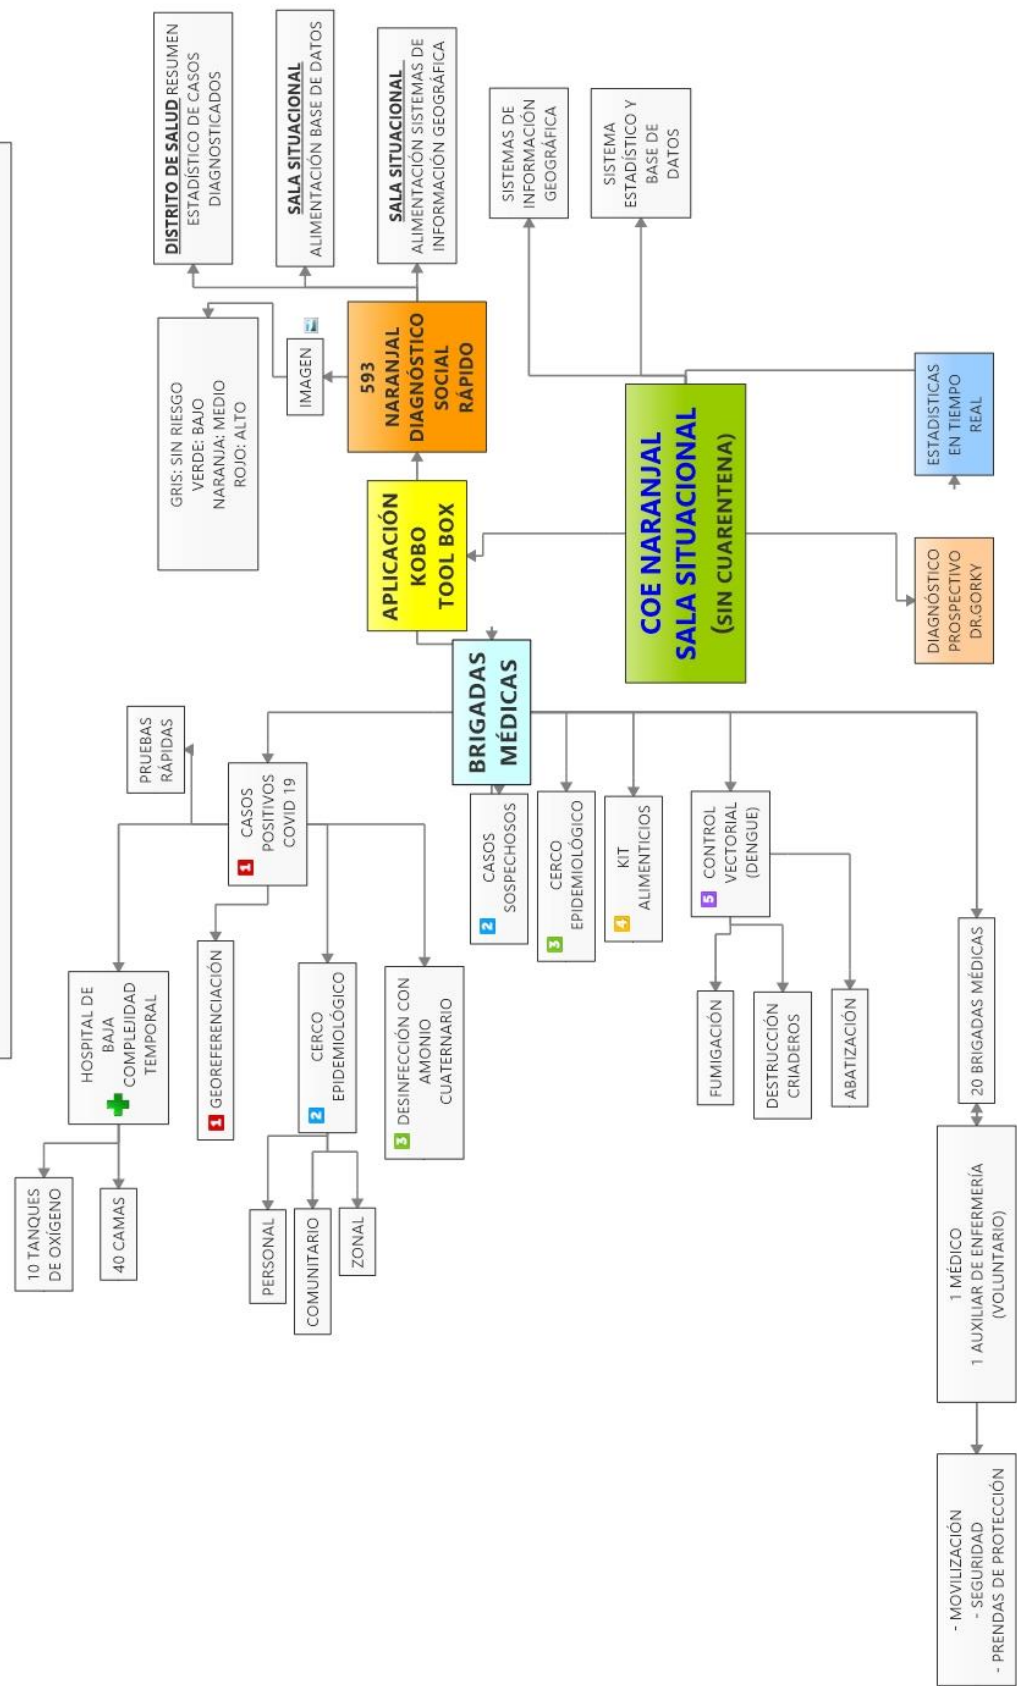 10 TANQUES
DE OXÍGENO
40 CAMAS
HOSPITAL DE
BAJA
COMPLEJIDAD
TEMPORAL
PRUEBAS
RÁPIDAS
GRIS: SIN RIESGO
VERDE: BAJO
NARANJA: MEDIO
ROJO: ALTO
DISTRITO DE SALUD RESUMEN
ESTADÍSTICO DE CASOS
DIAGNOSTICADOS
1 GEOREFERENCIACIÓN
1 CASOS
POSITIVOS
COVID 19
IMAGEN
SALA SITUACIONAL
ALIMENTACIÓN BASE DE DATOS
PERSONAL
COMUNITARIO
ZONAL
2 CERCO
EPIDEMIOLÓGICO
3 DESINFECCIÓN CON
AMONIO
CUATERNARIO
APLICACIÓN
KOBO
TOOL BOX
593
NARANJAL
DIAGNÓSTICO
SOCIAL
RÁPIDO
SALA SITUACIONAL
ALIMENTACIÓN SISTEMAS DE
INFORMACIÓN GEOGRÁFICA
BRIGADAS
MÉDICAS
2 CASOS
SOSPECHOSOS
3 CERCO
EPIDEMIOLÓGICO
4 KIT
ALIMENTICIOS
5 CONTROL
VECTORIAL
(DENGUE)
FUMIGACIÓN
DESTRUCCIÓN
CRIADEROS
ABATIZACIÓN
COE NARANJAL
SALA SITUACIONAL
(SIN CUARENTENA)
SISTEMAS DE
INFORMACIÓN
GEOGRÁFICA
SISTEMA
ESTADÍSTICO Y
BASE DE
DATOS
- MOVILIZACIÓN
- SEGURIDAD
- PRENDAS DE PROTECCIÓN
1 MÉDICO
1 AUXILIAR DE ENFERMERÍA
(VOLUNTARIO)
20 BRIGADAS MÉDICAS
DIAGNÓSTICO
PROSPECTIVO
DR.GORKY
ESTADISTICAS
EN TIEMPO
REAL